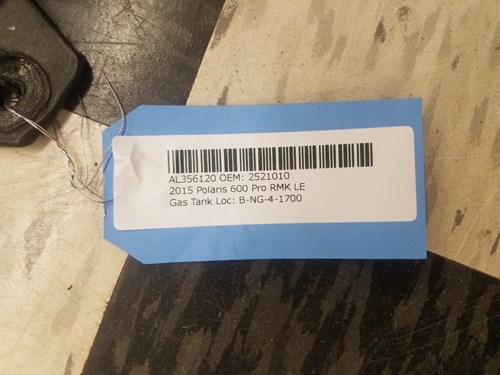 AL356120 OEM: 2521010
2015 Polaris 600 Pro RMK LE
Gas Tank Loc: B-NG-4-1700